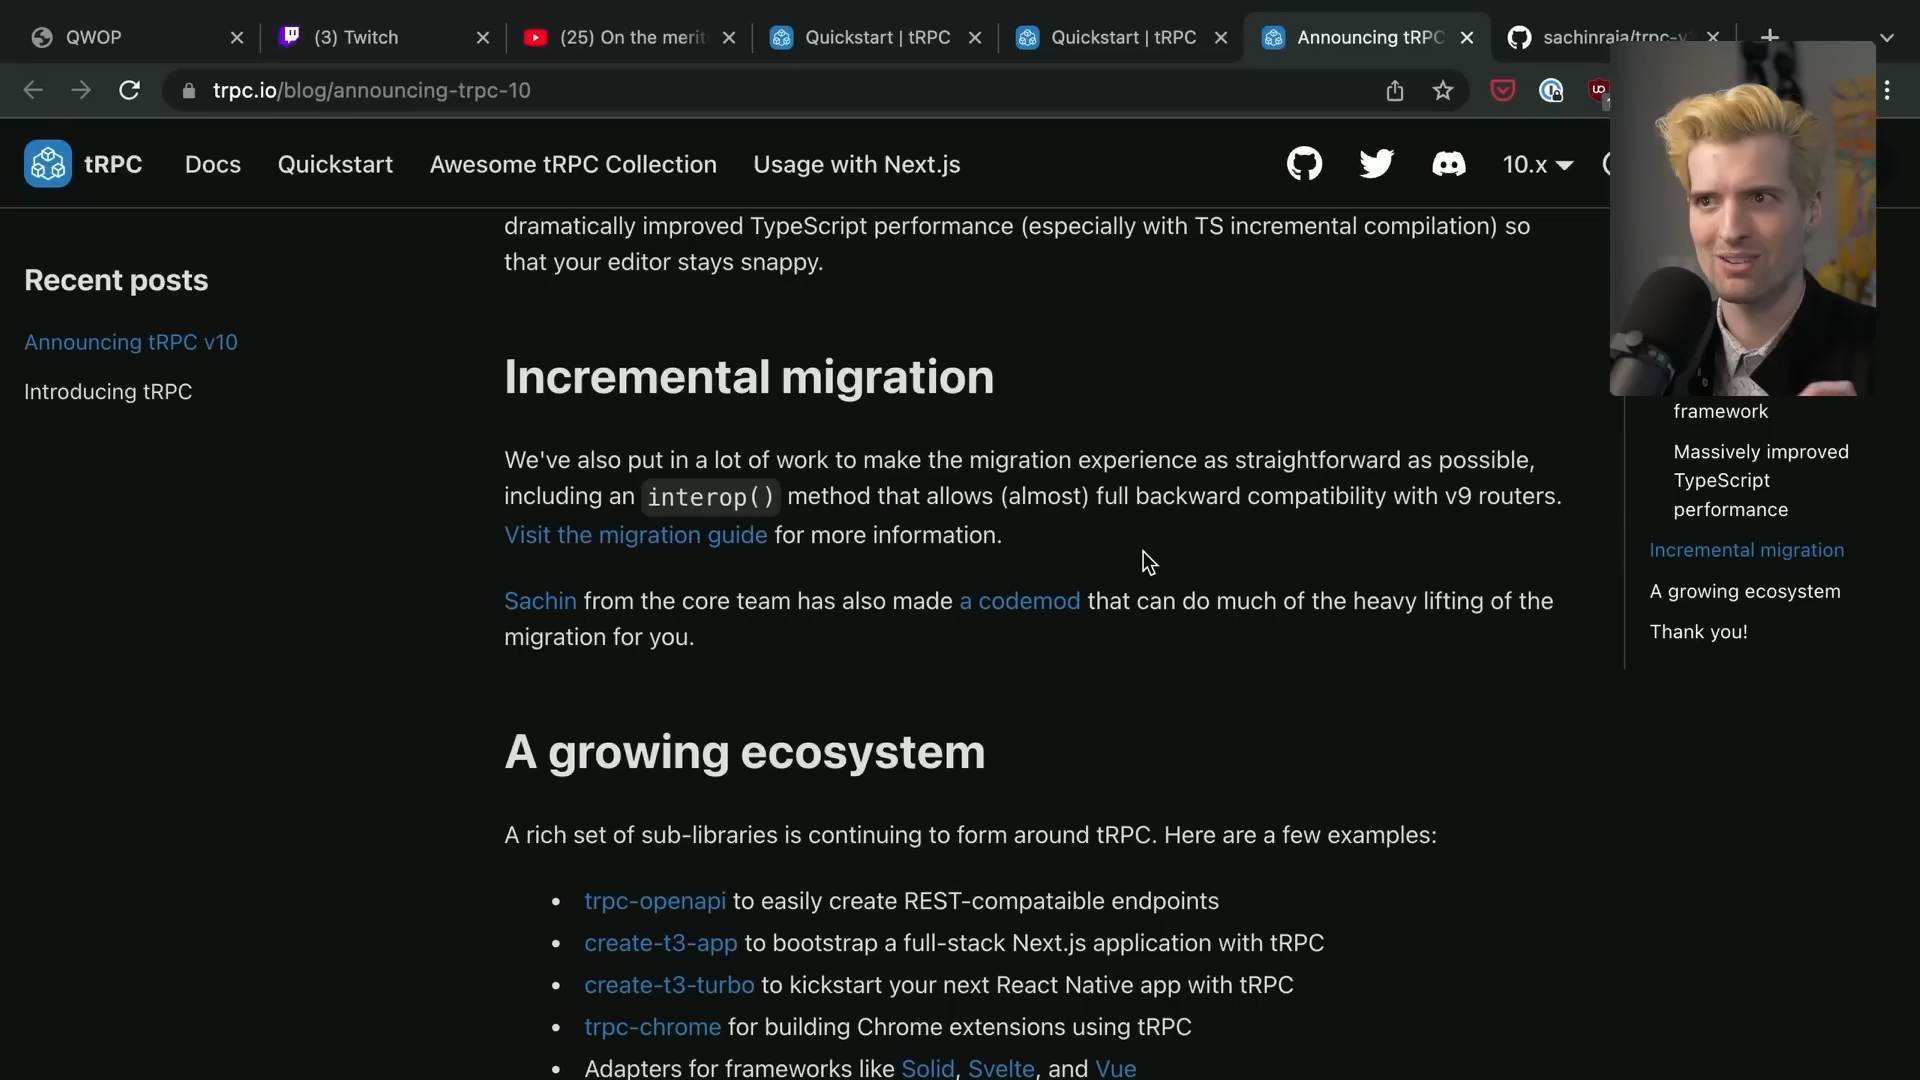 QWOP
(3) Twitch
(25) On the merit
Quickstart | tRPC
Quickstart | tRPC
Announcing tRPC
sachinraja/trpc-v
trpc.io/blog/announcing-trpc-10
tRPC
Docs
Quickstart
Awesome tRPC Collection
Usage with Next.js
10.x
Recent posts
Announcing tRPC v10
Introducing tRPC
dramatically improved TypeScript performance (especially with TS incremental compilation) so
that your editor stays snappy.
Incremental migration
We've also put in a lot of work to make the migration experience as straightforward as possible,
including an interop() method that allows (almost) full backward compatibility with v9 routers.
Visit the migration guide for more information.
Sachin from the core team has also made a codemod that can do much of the heavy lifting of the
migration for you.
A growing ecosystem
A rich set of sub-libraries is continuing to form around tRPC. Here are a few examples:
• trpc-openapi to easily create REST-compataible endpoints
• create-t3-app to bootstrap a full-stack Next.js application with tRPC
• create-t3-turbo to kickstart your next React Native app with tRPC
• trpc-chrome for building Chrome extensions using tRPC
• Adapters for frameworks like Solid, Svelte, and Vue
framework
Massively improved
TypeScript
performance
Incremental migration
A growing ecosystem
Thank you!